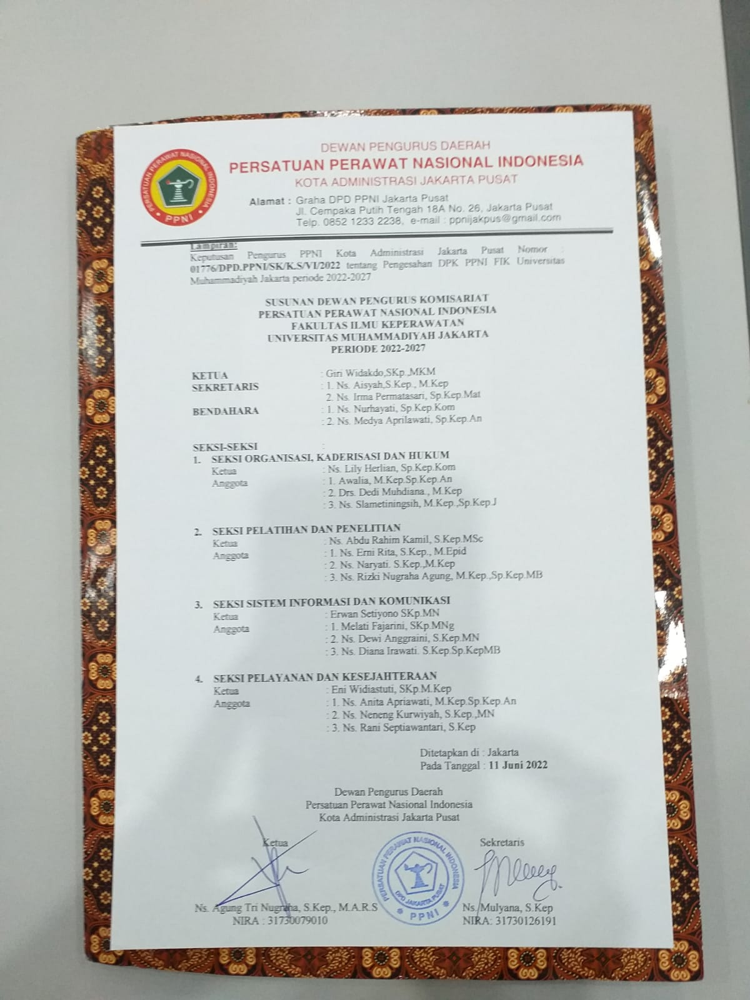 DEWAN PENGURUS DAERAH
PERSATUAN PERAWAT NASIONAL INDONESIA
KOTA ADMINISTRASI JAKARTA PUSAT
Alamat : Graha DPD PPNI Jakarta Pusat
Jl. Cempaka Putih Tengah 18A No. 26, Jakarta Pusat
Telp. 0852 1233 2238, e-mail : ppnijakpus@gmail.com
PERSATUAN PERAWAT NASIONAL INDONESIA
• PPNI •
Lampiran:
Keputusan Pengurus PPNI Kota Administrasi Jakarta Pusat Nomor :
01776/DPD.PPNI/SK/K.S/VI/2022 tentang Pengesahan DPK PPNI FIK Universitas
Muhammadiyah Jakarta periode 2022-2027
SUSUNAN DEWAN PENGURUS KOMISARIAT
PERSATUAN PERAWAT NASIONAL INDONESIA
FAKULTAS ILMU KEPERAWATAN
UNIVERSITAS MUHAMMADIYAH JAKARTA
PERIODE 2022-2027
KETUA : Giri Widakdo,SKp.,MKM
SEKRETARIS : 1. Ns. Aisyah,S.Kep., M.Kep
2. Ns. Irma Permatasari, Sp.Kep.Mat
BENDAHARA : 1. Ns. Nurhayati, Sp.Kep.Kom
: 2. Ns. Medya Aprilawati, Sp.Kep.An
SEKSI-SEKSI :
1. SEKSI ORGANISASI, KADERISASI DAN HUKUM
Ketua : Ns. Lily Herlian, Sp.Kep.Kom
Anggota : 1. Awalia, M.Kep.Sp.Kep.An
: 2. Drs. Dedi Muhdiana., M.Kep
: 3. Ns. Slametiningsih, M.Kep.,Sp.Kep.J
2. SEKSI PELATIHAN DAN PENELITIAN
Ketua : Ns. Abdu Rahim Kamil, S.Kep.MSc
Anggota : 1. Ns. Erni Rita, S.Kep., M.Epid
: 2. Ns. Naryati. S.Kep.,M.Kep
: 3. Ns. Rizki Nugraha Agung, M.Kep.,Sp.Kep.MB
3. SEKSI SISTEM INFORMASI DAN KOMUNIKASI
Ketua : Erwan Setiyono SKp.MN
Anggota : 1. Melati Fajarini, SKp.MNg
: 2. Ns. Dewi Anggraini, S.Kep.MN
: 3. Ns. Diana Irawati. S.Kep.Sp.KepMB
4. SEKSI PELAYANAN DAN KESEJAHTERAAN
Ketua : Eni Widiastuti, SKp.M.Kep
Anggota : 1. Ns. Anita Apriawati, M.Kep.Sp.Kep.An
: 2. Ns. Neneng Kurwiyah, S.Kep.,MN
: 3. Ns. Rani Septiawantari, S.Kep
Ditetapkan di : Jakarta
Pada Tanggal : 11 Juni 2022
Dewan Pengurus Daerah
Persatuan Perawat Nasional Indonesia
Kota Administrasi Jakarta Pusat
Ketua Sekretaris
PERSATUAN PERAWAT NASIONAL INDONESIA
DPD JAKARTA PUSAT
* PPNI *
Ns. Agung Tri Nugraha, S.Kep., M.A.R.S Ns. Mulyana, S.Kep
NIRA : 31730079010 NIRA: 31730126191